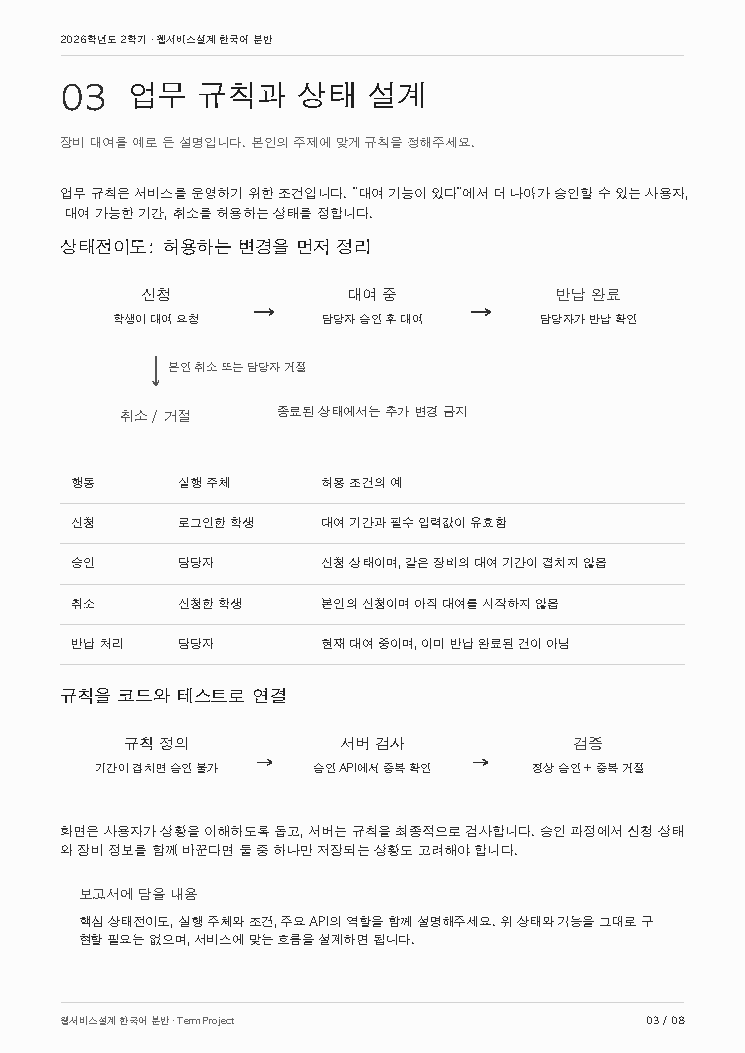 2026학년도 2학기 · 웹서비스설계 한국어 분반
03 업무 규칙과 상태 설계
장비 대여를 예로 든 설명입니다. 본인의 주제에 맞게 규칙을 정해주세요.
업무 규칙은 서비스를 운영하기 위한 조건입니다. "대여 기능이 있다"에서 더 나아가 승인할 수 있는 사용자,
대여 가능한 기간, 취소를 허용하는 상태를 정합니다.
상태전이도: 허용하는 변경을 먼저 정리
신청 → 대여 중 → 반납 완료
학생이 대여 요청 담당자 승인 후 대여 담당자가 반납 확인
↓ 본인 취소 또는 담당자 거절
취소 / 거절 종료된 상태에서는 추가 변경 금지
행동 실행 주체 허용 조건의 예
신청 로그인한 학생 대여 기간과 필수 입력값이 유효함
승인 담당자 신청 상태이며, 같은 장비의 대여 기간이 겹치지 않음
취소 신청한 학생 본인의 신청이며 아직 대여를 시작하지 않음
반납 처리 담당자 현재 대여 중이며, 이미 반납 완료된 건이 아님
규칙을 코드와 테스트로 연결
규칙 정의 → 서버 검사 → 검증
기간이 겹치면 승인 불가 승인 API에서 중복 확인 정상 승인 + 중복 거절
화면은 사용자가 상황을 이해하도록 돕고, 서버는 규칙을 최종적으로 검사합니다. 승인 과정에서 신청 상태
와 장비 정보를 함께 바꾼다면 둘 중 하나만 저장되는 상황도 고려해야 합니다.
보고서에 담을 내용
핵심 상태전이도, 실행 주체와 조건, 주요 API의 역할을 함께 설명해주세요. 위 상태와 기능을 그대로 구
현할 필요는 없으며, 서비스에 맞는 흐름을 설계하면 됩니다.
웹서비스설계 한국어 분반 · Term Project 03 / 08